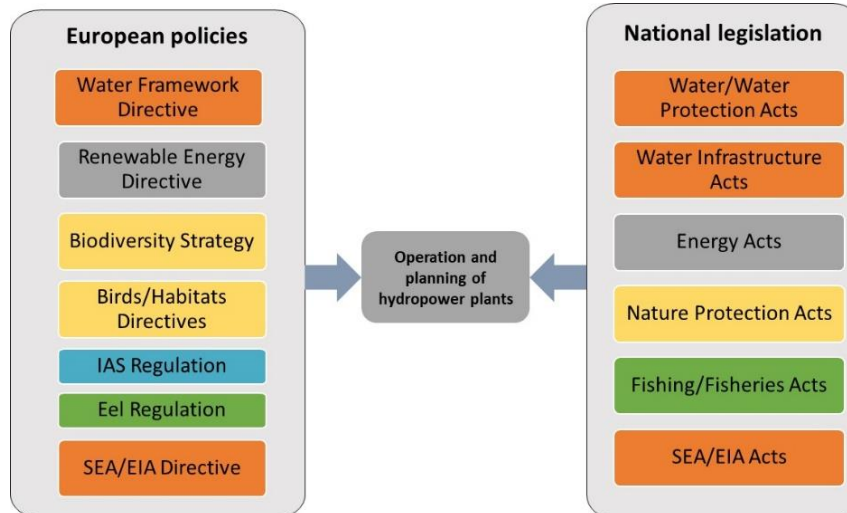 European policies
Water Framework
Directive
Renewable Energy
Directive
Biodiversity Strategy
Birds/Habitats
Directives
IAS Regulation
Eel Regulation
SEA/EIA Directive
Operation and
planning of
hydropower plants
National legislation
Water/Water
Protection Acts
Water Infrastructure
Acts
Energy Acts
Nature Protection Acts
Fishing/Fisheries Acts
SEA/EIA Acts